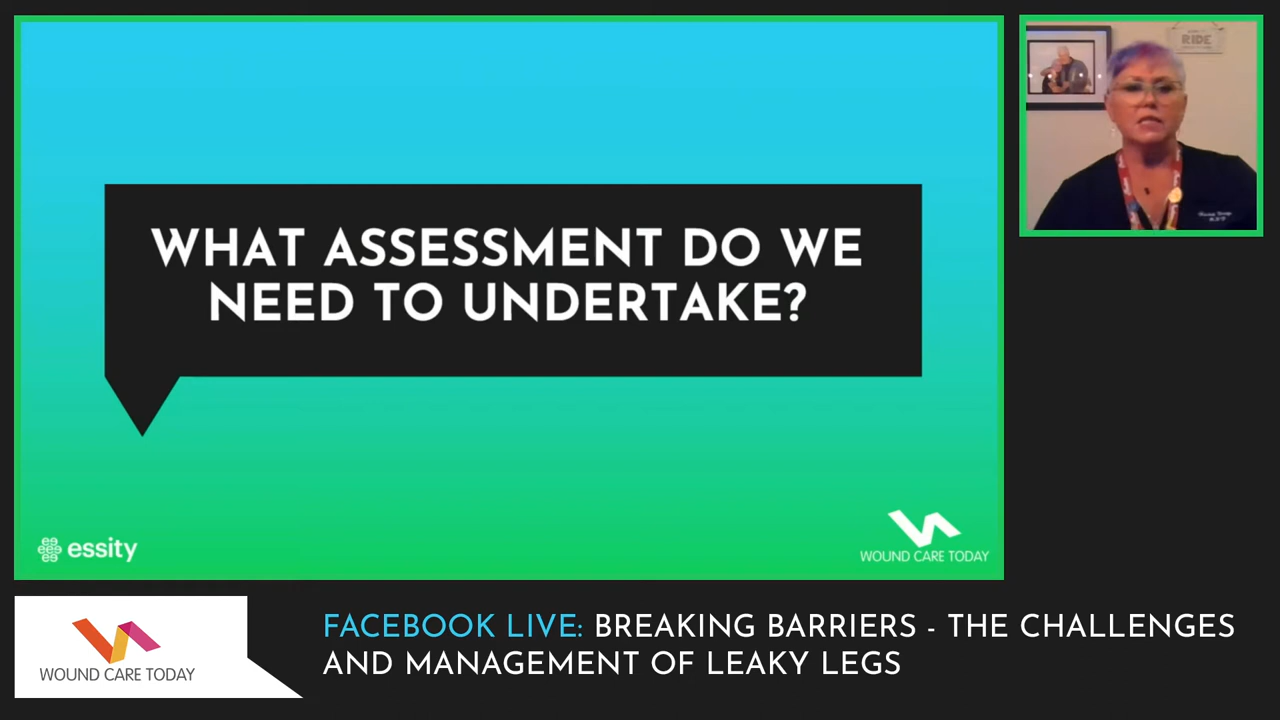 WHAT ASSESSMENT DO WE
NEED TO UNDERTAKE?
essity
WOUND CARE TODAY
RIDE
WOUND CARE TODAY
FACEBOOK LIVE: BREAKING BARRIERS - THE CHALLENGES
AND MANAGEMENT OF LEAKY LEGS